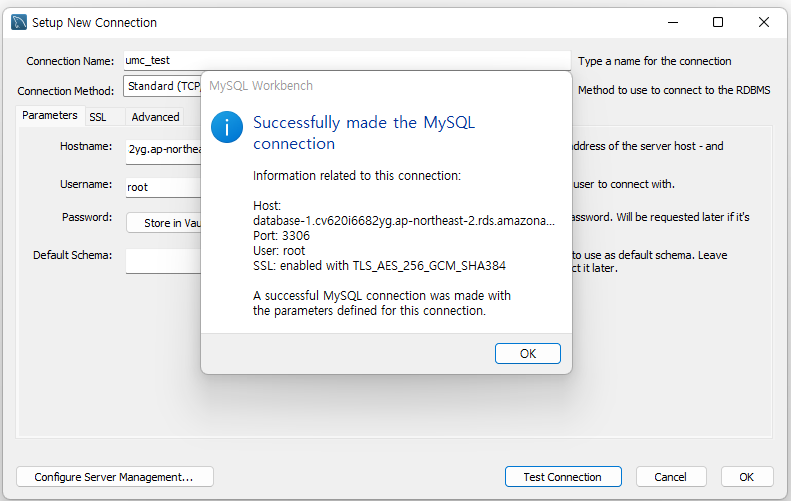 Setup New Connection
Connection Name: umc_test Type a name for the connection
Connection Method: Standard (TCP, Method to use to connect to the RDBMS
Parameters SSL Advanced
Hostname: 2yg.ap-northea address of the server host - and
Username: root user to connect with.
Password: Store in Vau assword. Will be requested later if it's
Default Schema: to use as default schema. Leave
ct it later.
MySQL Workbench
Successfully made the MySQL
connection
Information related to this connection:
Host:
database-1.cv620i6682yg.ap-northeast-2.rds.amazona...
Port: 3306
User: root
SSL: enabled with TLS_AES_256_GCM_SHA384
A successful MySQL connection was made with
the parameters defined for this connection.
OK
Configure Server Management... Test Connection Cancel OK